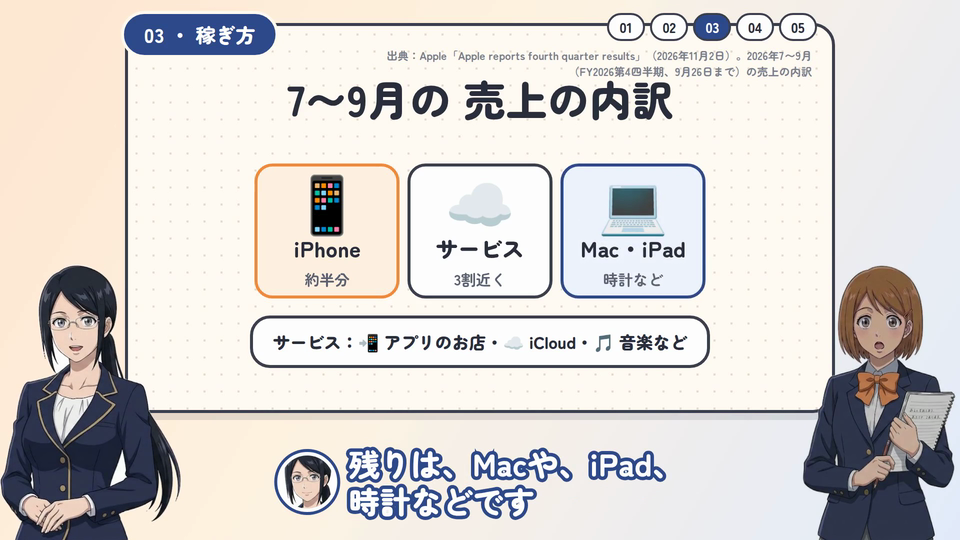 03 ・ 稼ぎ方
01 02 03 04 05
出典：Apple「Apple reports fourth quarter results」（2026年11月2日）。2026年7〜9月
（FY2026第4四半期、9月26日まで）の売上の内訳
7〜9月の 売上の内訳
iPhone
約半分
サービス
3割近く
Mac・iPad
時計など
サービス：📲 アプリのお店・☁️ iCloud・🎵 音楽など
残りは、Macや、iPad、
時計などです